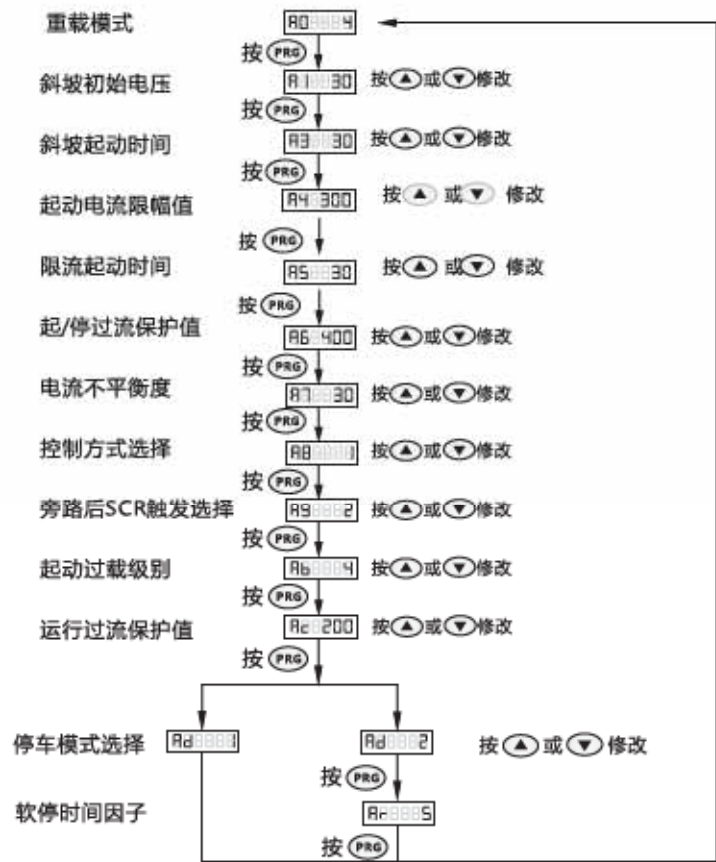 重载模式 A0 4
按 PRG
斜坡初始电压 A1 30 按▲或▼修改
按 PRG
斜坡起动时间 A3 30 按▲或▼修改
按 PRG
起动电流限幅值 A4 300 按▲ 或▼ 修改
按 PRG
限流起动时间 A5 30 按▲ 或▼ 修改
按 PRG
起/停过流保护值 A6 400 按▲或▼修改
按 PRG
电流不平衡度 A7 30 按▲或▼修改
按 PRG
控制方式选择 A8 1 按▲或▼修改
按 PRG
旁路后SCR触发选择 A9 2 按▲或▼修改
按 PRG
起动过载级别 Ab 4 按▲或▼修改
按 PRG
运行过流保护值 Ac 200 按▲或▼修改
按 PRG
停车模式选择 Ad 1 Ad 2 按▲或▼修改
按 PRG
软停时间因子 Ar 5
按 PRG